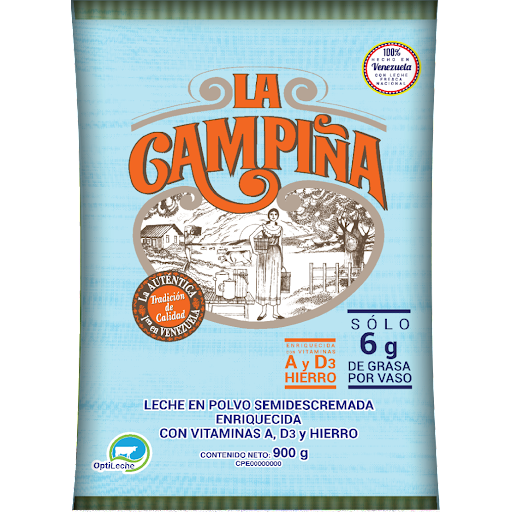 100%
HECHO EN
Venezuela
CON LECHE
FRESCA
NACIONAL
LA
CAMPIÑA
LA AUTÉNTICA
Tradición de
Calidad
1ra en VENEZUELA
ENRIQUECIDA
CON VITAMINAS
A y D3
HIERRO
SÓLO
6 g
DE GRASA
POR VASO
LECHE EN POLVO SEMIDESCREMADA
ENRIQUECIDA
CON VITAMINAS A, D3 y HIERRO
CONTENIDO NETO: 900 g
CPE00000000
OptiLeche